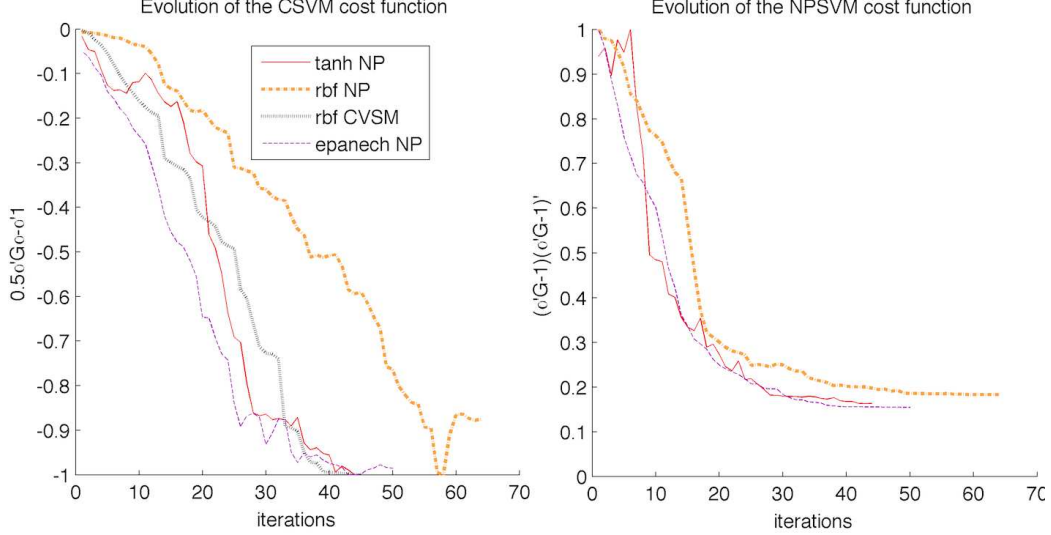 Evolution of the CSVM cost function
0
-0.1
-0.2
-0.3
-0.4
-0.5
-0.6
-0.7
-0.8
-0.9
-1
0.5α'Gα-α'1
tanh NP
rbf NP
rbf CVSM
epanech NP
0 10 20 30 40 50 60 70
iterations
Evolution of the NPSVM cost function
1
0.9
0.8
0.7
0.6
0.5
0.4
0.3
0.2
0.1
0
(α'G-1)(α'G-1)'
0 10 20 30 40 50 60 70
iterations